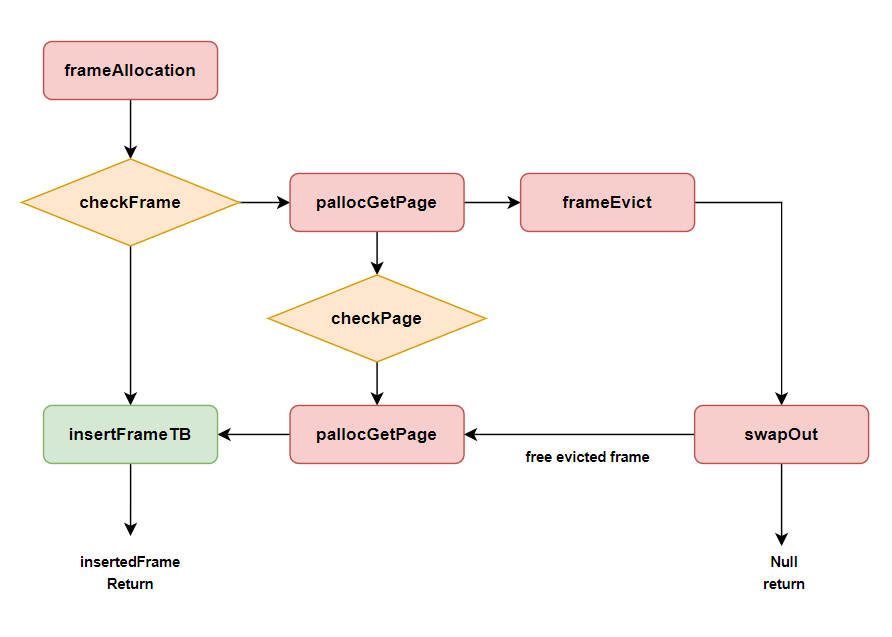 frameAllocation
checkFrame
pallocGetPage
frameEvict
checkPage
insertFrameTB
pallocGetPage
swapOut
free evicted frame
insertedFrame
Return
Null
return